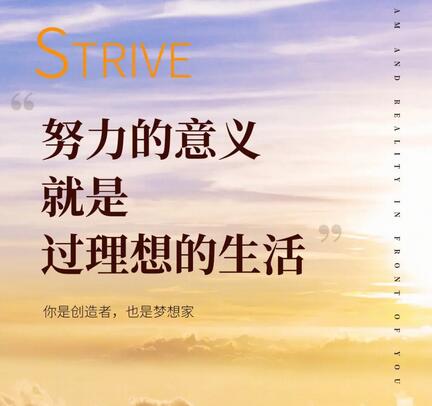 STRIVE
“
努力的意义
就是
过理想的生活
”
你是创造者，也是梦想家
AM AND REALITY IN FRONT OF YOU